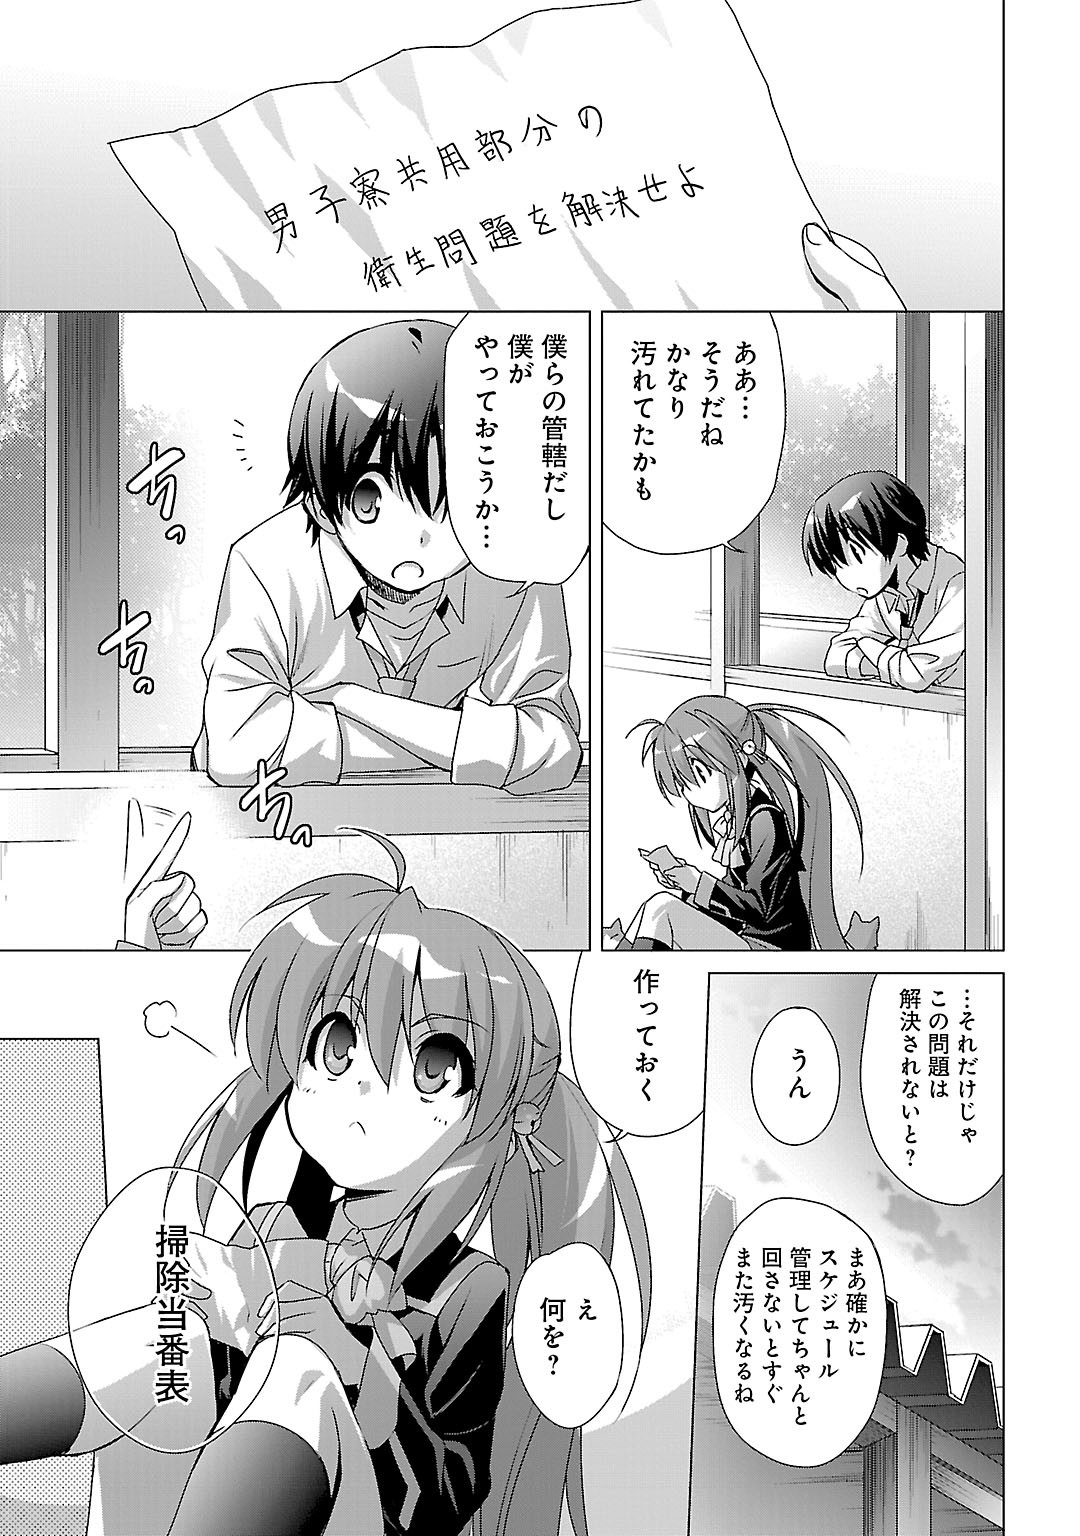 男子寮共用部分の
衛生問題を解決せよ
ああ…
そうだね
かなり
汚れてたかも
僕らの管轄だし
僕が
やっておこうか…
ちっ
ちっ
ちっ
…それだけじゃ
この問題は
解決されないと?
うん
まあ確かに
スケジュール
管理してちゃんと
回さないとすぐ
また汚くなるね
作っておく
え
何を?
掃除当番表